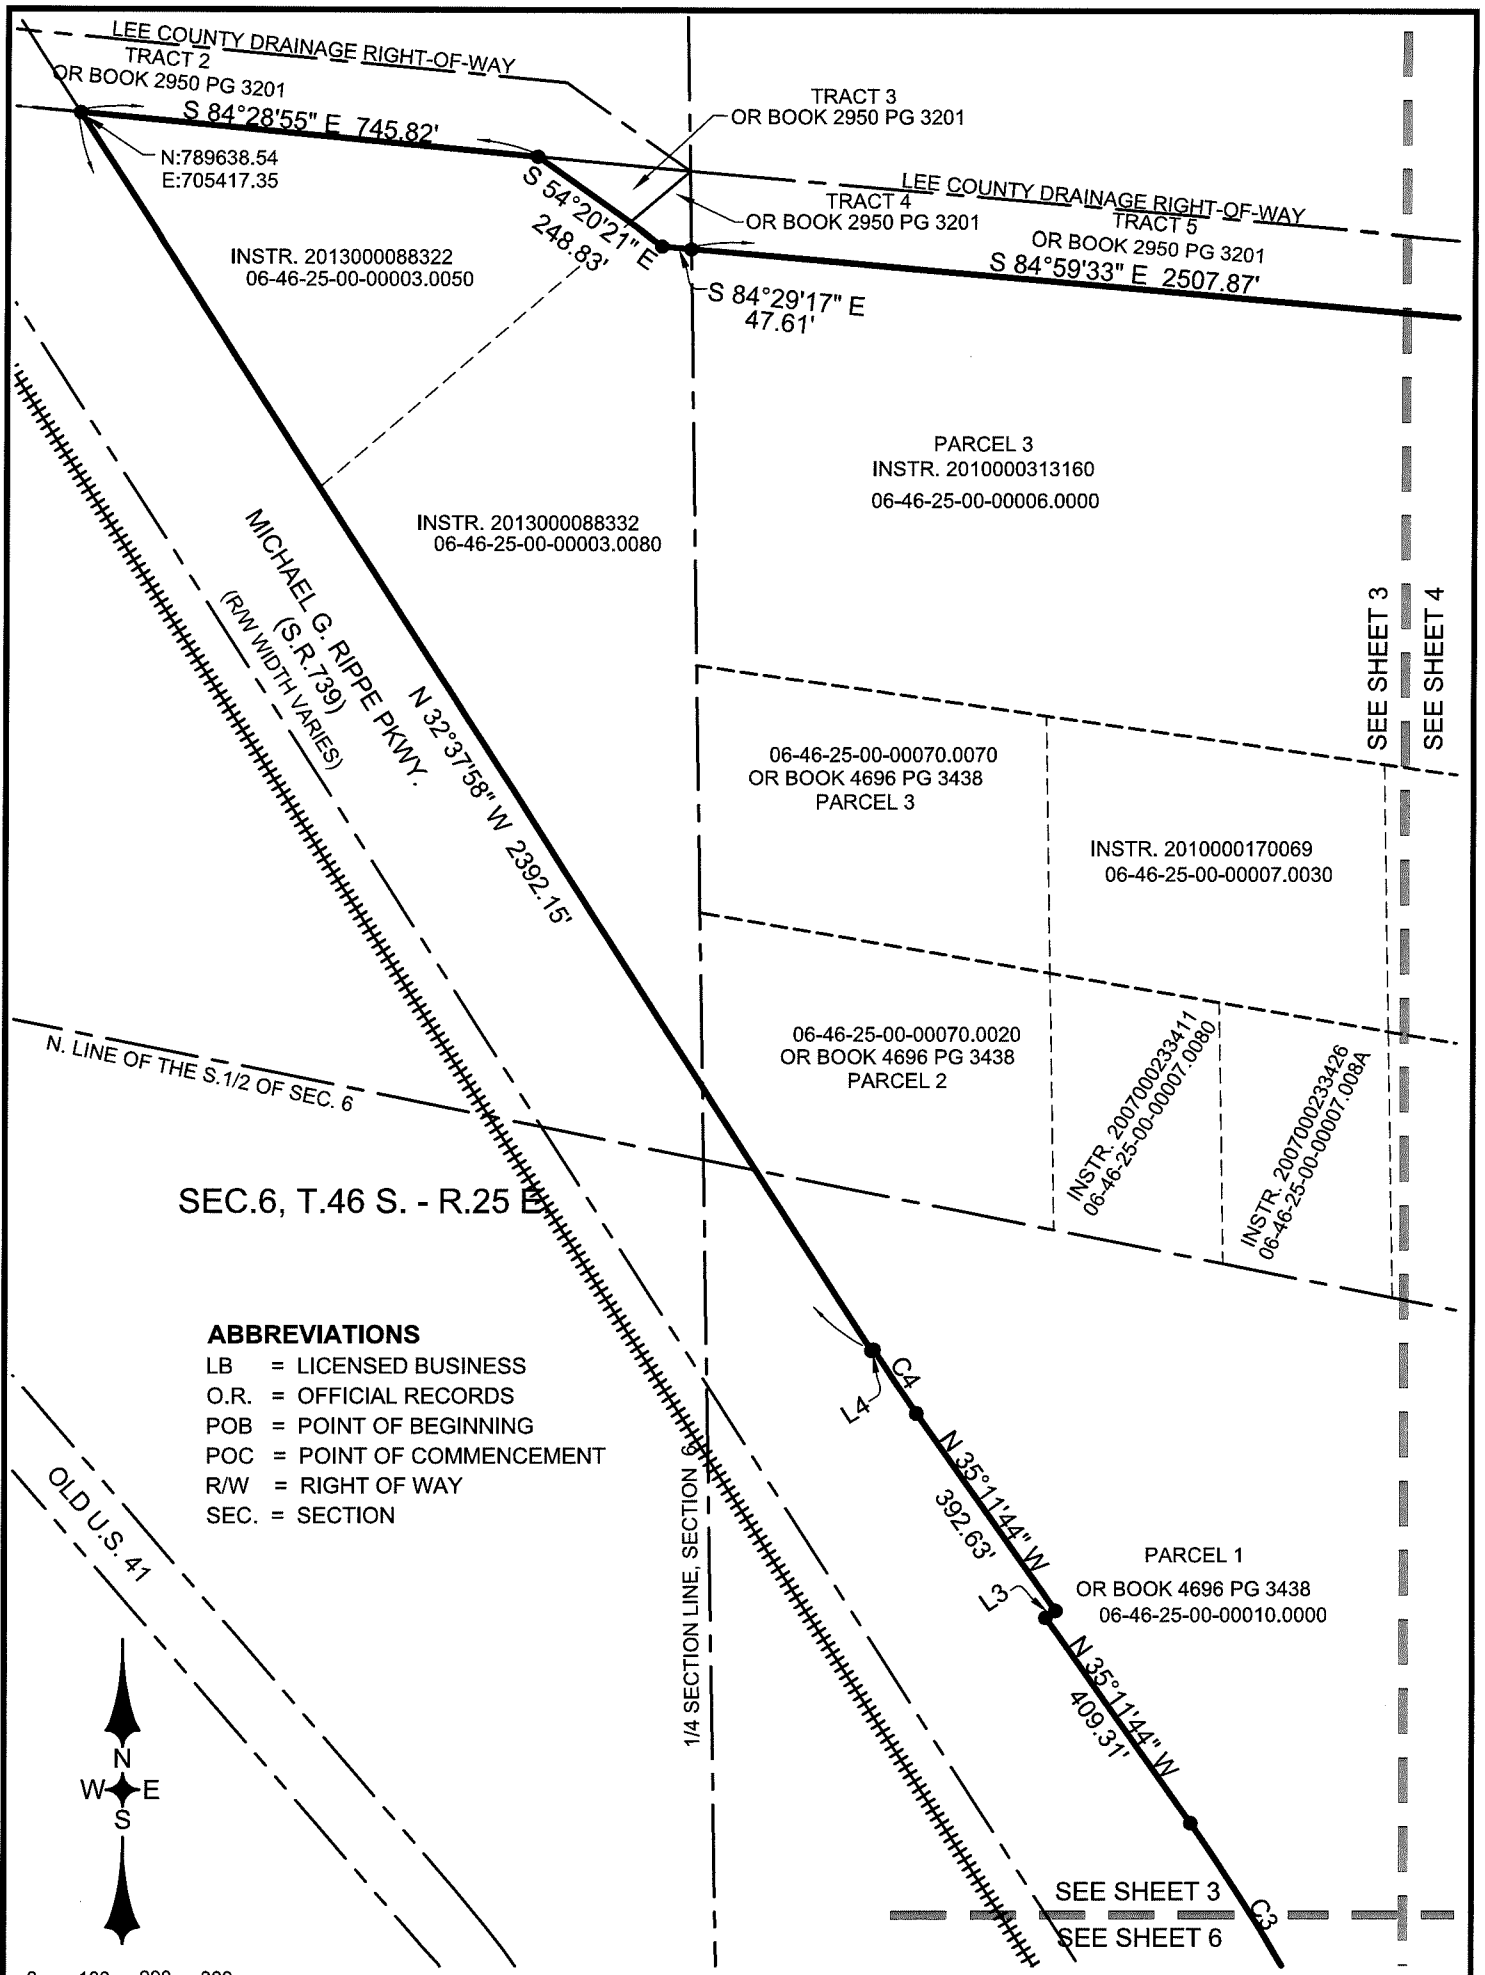 LEE COUNTY DRAINAGE RIGHT-OF-WAY
TRACT 2
OR BOOK 2950 PG 3201
S 84°28'55" E 745.82'
N:789638.54
E:705417.35
TRACT 3
OR BOOK 2950 PG 3201
S 54°20'21" E
248.83'
LEE COUNTY DRAINAGE RIGHT-OF-WAY
TRACT 4
OR BOOK 2950 PG 3201
TRACT 5
OR BOOK 2950 PG 3201
S 84°59'33" E 2507.87'
S 84°29'17" E
47.61'
INSTR. 2013000088322
06-46-25-00-00003.0050
PARCEL 3
INSTR. 2010000313160
06-46-25-00-00006.0000
INSTR. 2013000088332
06-46-25-00-00003.0080
MICHAEL G. RIPPE PKWY.
(S.R.739)
(R/W WIDTH VARIES)
N 32°37'58" W 2392.15'
SEE SHEET 3
SEE SHEET 4
06-46-25-00-00070.0070
OR BOOK 4696 PG 3438
PARCEL 3
INSTR. 2010000170069
06-46-25-00-00007.0030
06-46-25-00-00070.0020
OR BOOK 4696 PG 3438
PARCEL 2
INSTR. 2007000233411
06-46-25-00-00007.0080
INSTR. 2007000233426
06-46-25-00-00007.008A
N. LINE OF THE S.1/2 OF SEC. 6
SEC.6, T.46 S. - R.25 E
ABBREVIATIONS
LB = LICENSED BUSINESS
O.R. = OFFICIAL RECORDS
POB = POINT OF BEGINNING
POC = POINT OF COMMENCEMENT
R/W = RIGHT OF WAY
SEC. = SECTION
C4
L4
N 35°11'44" W
392.63'
L3
PARCEL 1
OR BOOK 4696 PG 3438
06-46-25-00-00010.0000
N 35°11'44" W
409.31'
OLD U.S. 41
1/4 SECTION LINE, SECTION 6
N
W E
S
SEE SHEET 3
C3
SEE SHEET 6